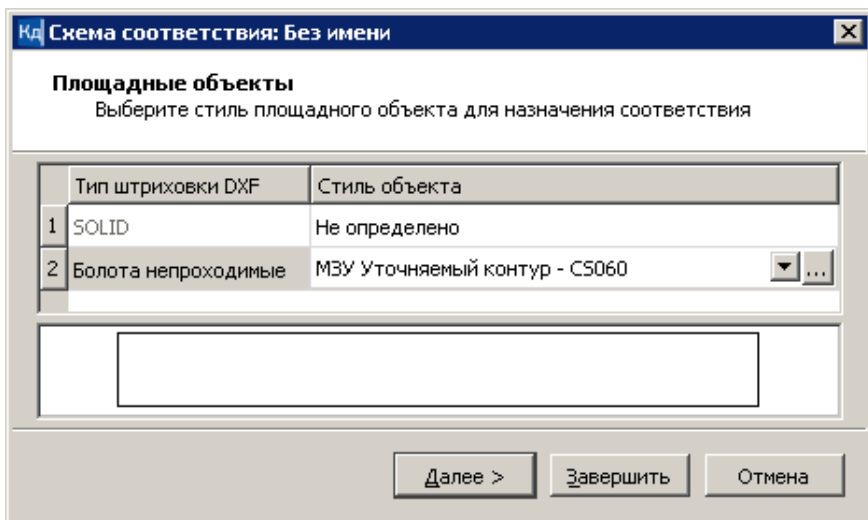 Кд Схема соответствия: Без имени
Площадные объекты
Выберите стиль площадного объекта для назначения соответствия
Тип штриховки DXF Стиль объекта
1 SOLID Не определено
2 Болота непроходимые МЗУ Уточняемый контур - CS060 ...
Далее > Завершить Отмена